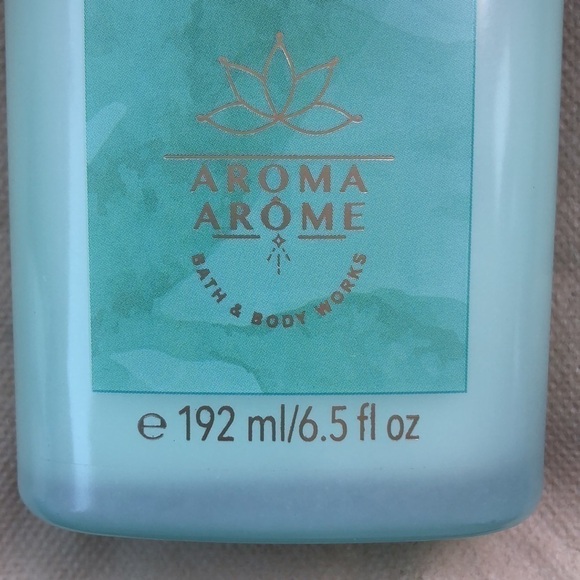 AROMA
ARÔME
BATH & BODY WORKS
℮ 192 ml/6.5 fl oz